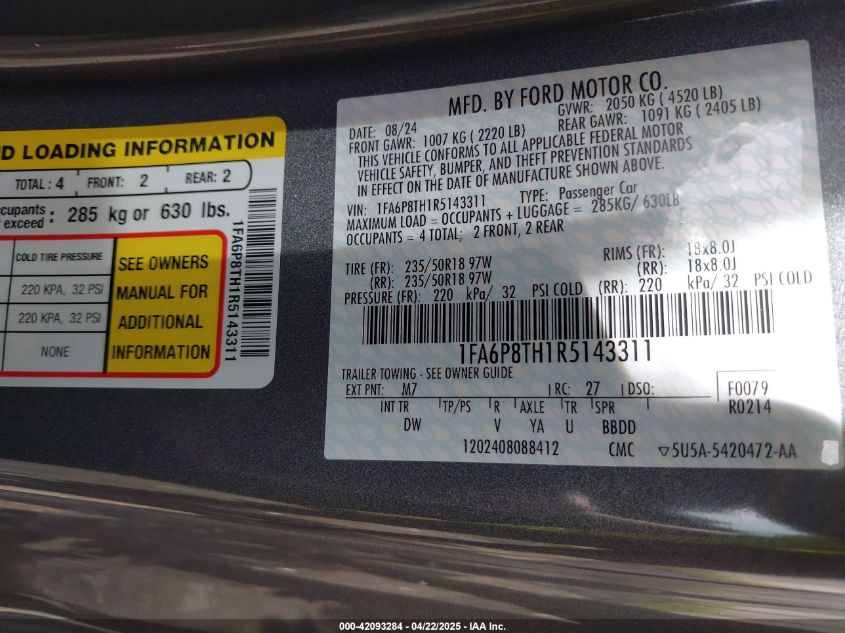 D LOADING INFORMATION
TOTAL : 4 FRONT: 2 REAR: 2
cupants
exceed : 285 kg or 630 lbs.
COLD TIRE PRESSURE
220 KPA, 32 PSI
220 KPA, 32 PSI
NONE
SEE OWNERS
MANUAL FOR
ADDITIONAL
INFORMATION
1FA6P8TH1R5143311
MFD. BY FORD MOTOR CO.
DATE: 08/24 GVWR: 2050 KG ( 4520 LB)
FRONT GAWR: 1007 KG ( 2220 LB) REAR GAWR: 1091 KG ( 2405 LB)
THIS VEHICLE CONFORMS TO ALL APPLICABLE FEDERAL MOTOR
VEHICLE SAFETY, BUMPER, AND THEFT PREVENTION STANDARDS
IN EFFECT ON THE DATE OF MANUFACTURE SHOWN ABOVE.
VIN: 1FA6P8TH1R5143311 TYPE: Passenger Car
MAXIMUM LOAD = OCCUPANTS + LUGGAGE = 285KG/ 630LB
OCCUPANTS = 4 TOTAL; 2 FRONT, 2 REAR
TIRE (FR): 235/50R18 97W RIMS (FR): 18x8.0J
(RR): 235/50R18 97W (RR): 18x8.0J
PRESSURE (FR): 220 kPa/ 32 PSI COLD (RR): 220 kPa/ 32 PSI COLD
1FA6P8TH1R5143311
TRAILER TOWING - SEE OWNER GUIDE
EXT PNT: M7 RC: 27 DSO: F0079
R0214
INT TR TP/PS R AXLE TR SPR
DW V YA U BBDD
1202408088412 CMC ▽5U5A-5420472-AA
000-42093284 - 04/22/2025 - IAA Inc.